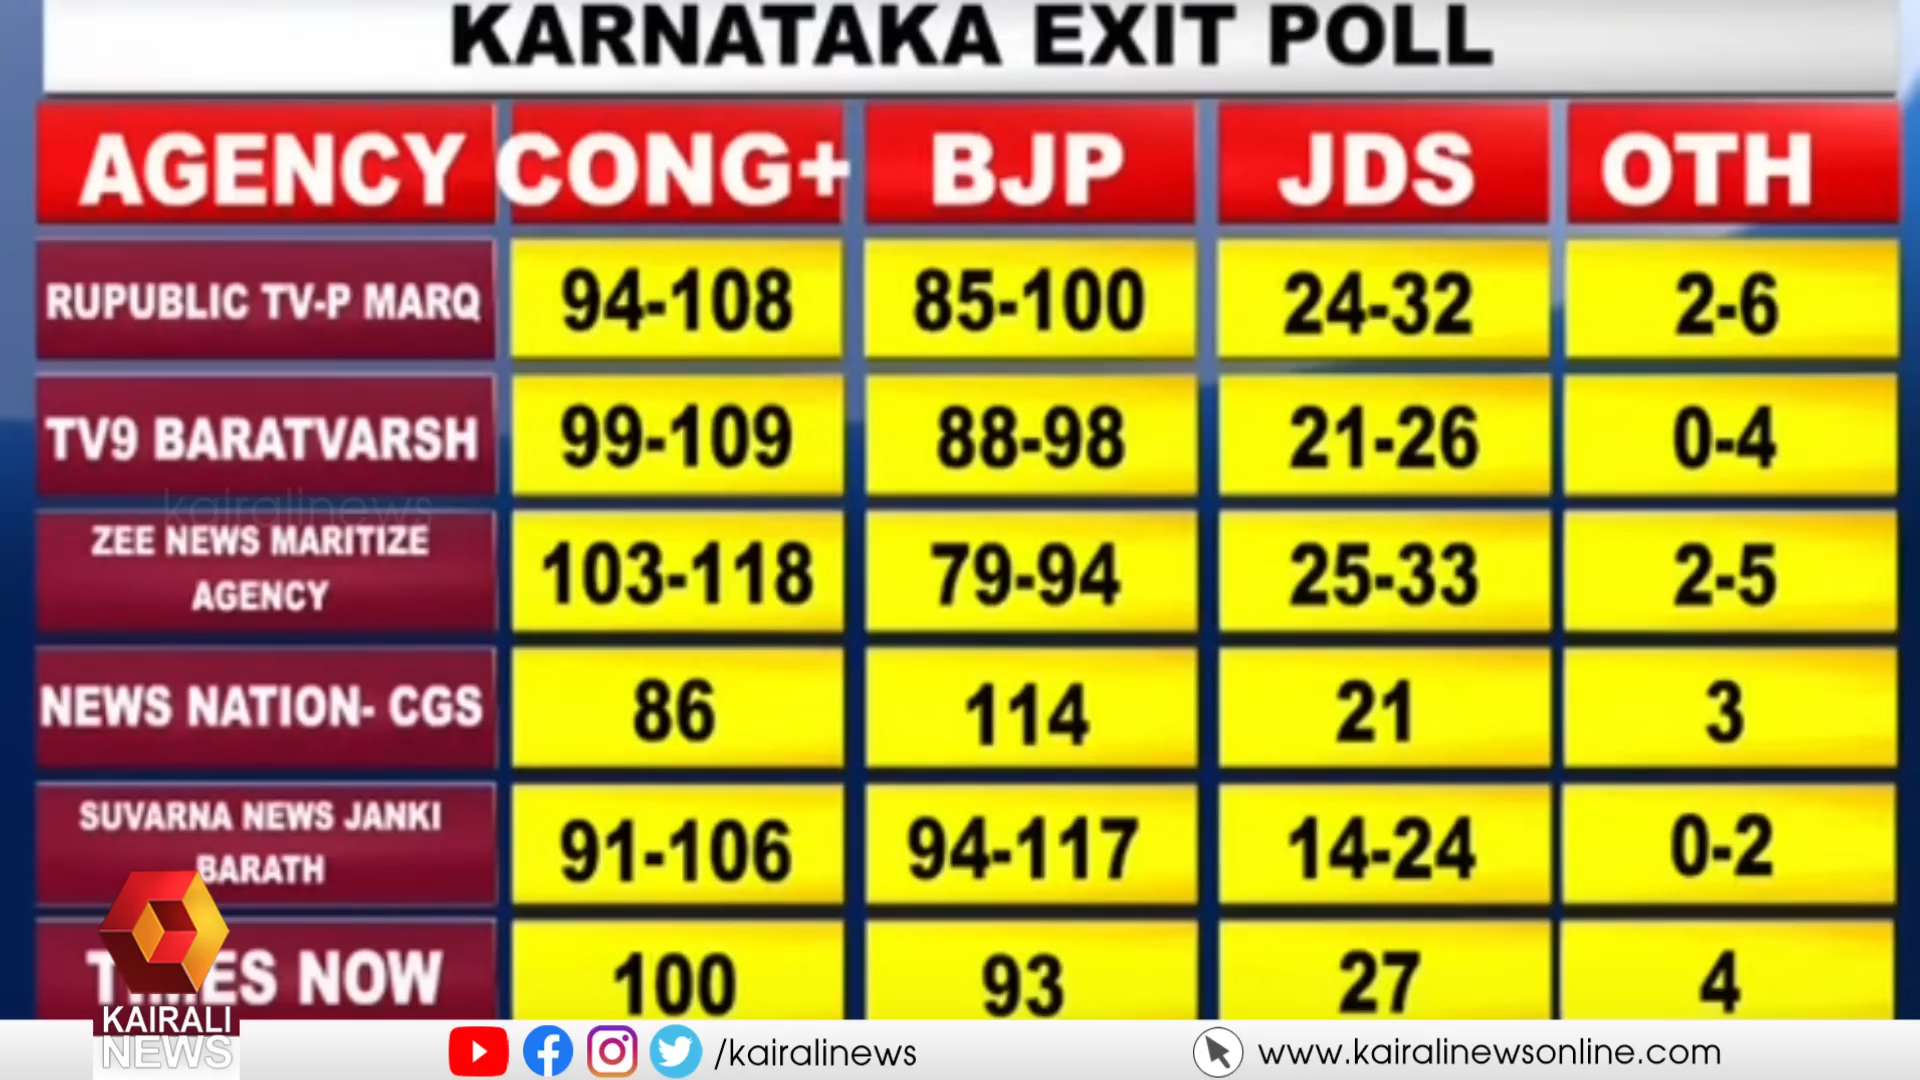 KARNATAKA EXIT POLL
AGENCY CONG+ BJP JDS OTH
RUPUBLIC TV-P MARQ 94-108 85-100 24-32 2-6
TV9 BARATVARSH 99-109 88-98 21-26 0-4
kairalinews
ZEE NEWS MARITIZE
AGENCY 103-118 79-94 25-33 2-5
NEWS NATION- CGS 86 114 21 3
SUVARNA NEWS JANKI
BARATH 91-106 94-117 14-24 0-2
TIMES NOW 100 93 27 4
KAIRALI
NEWS
/kairalinews
www.kairalinewsonline.com